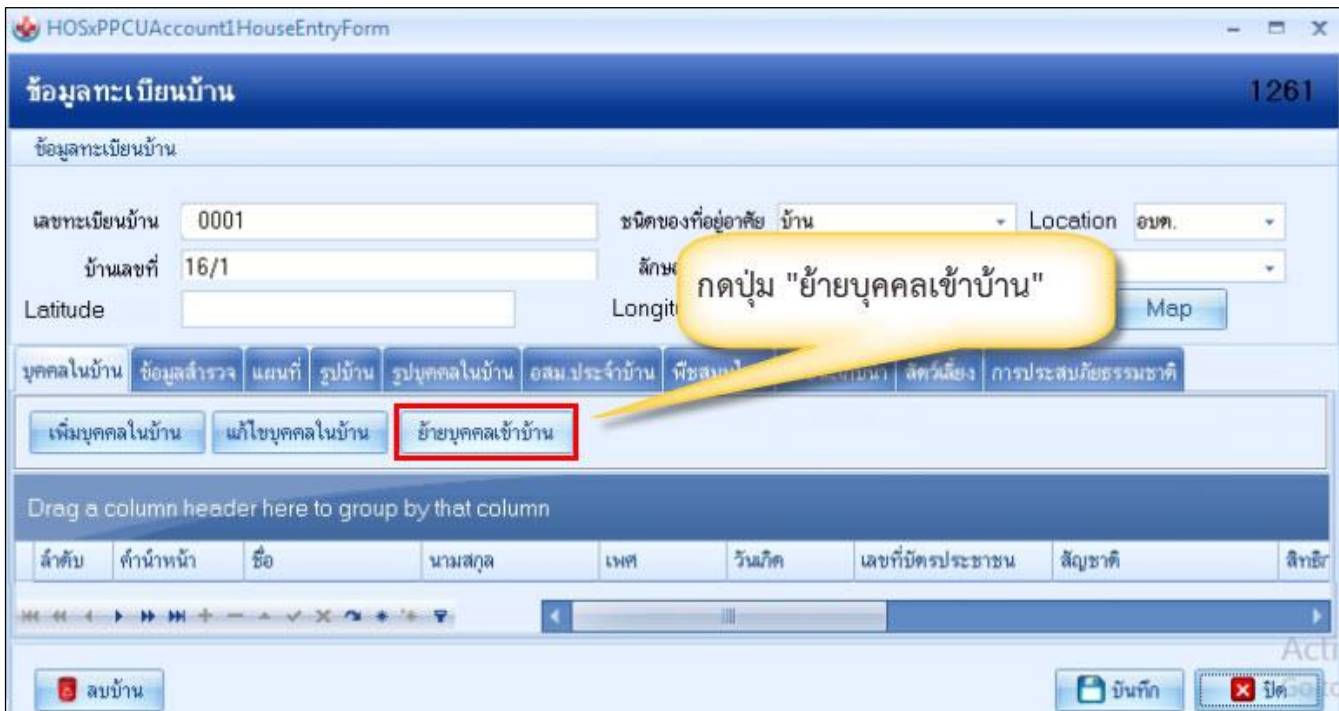 HOSxPPCUAccount1HouseEntryForm
ข้อมูลทะเบียนบ้าน 1261
ข้อมูลทะเบียนบ้าน
เลขทะเบียนบ้าน 0001 ชนิดของที่อยู่อาศัย บ้าน Location อบต.
บ้านเลขที่ 16/1
กดปุ่ม "ย้ายบุคคลเข้าบ้าน"
Latitude Map
บุคคลในบ้าน ข้อมูลสำรวจ แผนที่ รูปบ้าน รูปบุคคลในบ้าน อสม.ประจำบ้าน สัตว์เลี้ยง การประสบภัยธรรมชาติ
เพิ่มบุคคลในบ้าน แก้ไขบุคคลในบ้าน ย้ายบุคคลเข้าบ้าน
Drag a column header here to group by that column
ลำดับ คำนำหน้า ชื่อ นามสกุล เพศ วันเกิด เลขที่บัตรประชาชน สัญชาติ
ลบบ้าน บันทึก ปิด